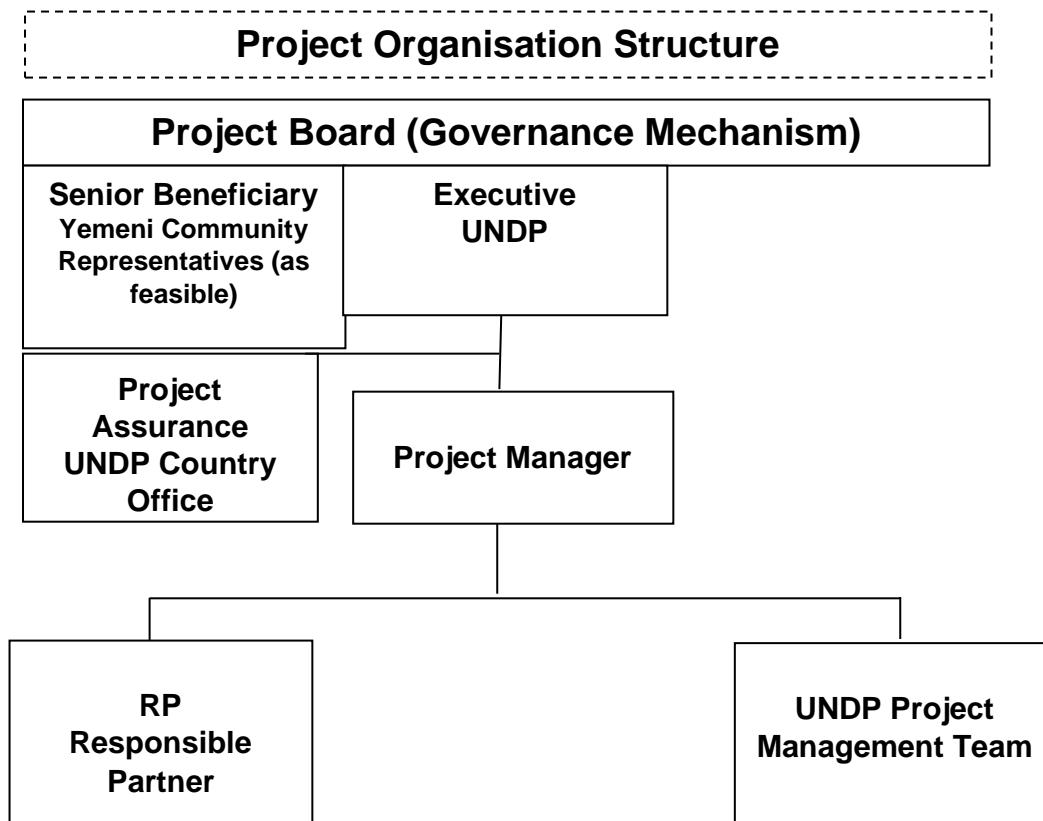 Project Organisation Structure
Project Board (Governance Mechanism)
Senior Beneficiary
Yemeni Community
Representatives (as
feasible)
Executive
UNDP
Project
Assurance
UNDP Country
Office
Project Manager
RP
Responsible
Partner
UNDP Project
Management Team